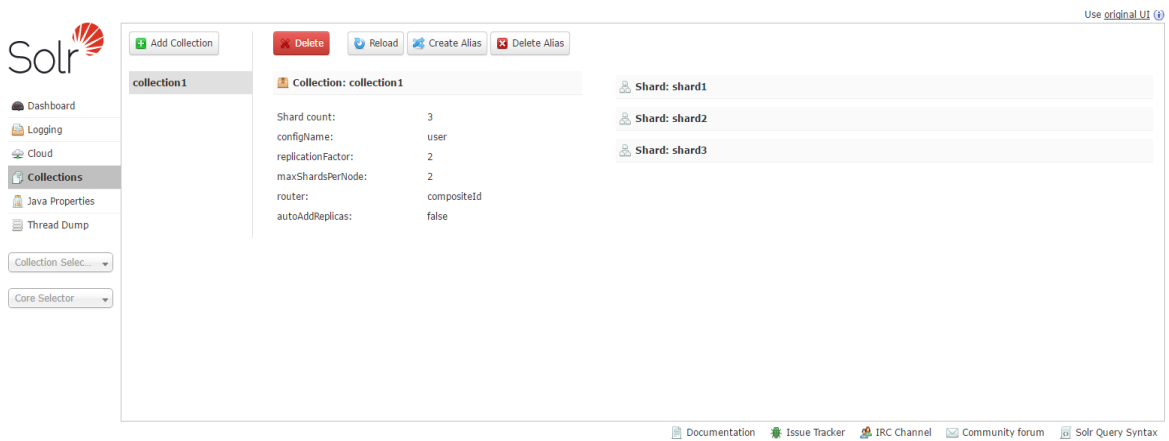 Use original UI
Solr
Dashboard
Logging
Cloud
Collections
Java Properties
Thread Dump
Collection Selec...
Core Selector
Add Collection
collection1
Delete
Reload
Create Alias
Delete Alias
Collection: collection1
Shard count: 3
configName: user
replicationFactor: 2
maxShardsPerNode: 2
router: compositeId
autoAddReplicas: false
Shard: shard1
Shard: shard2
Shard: shard3
Documentation Issue Tracker IRC Channel Community forum Solr Query Syntax